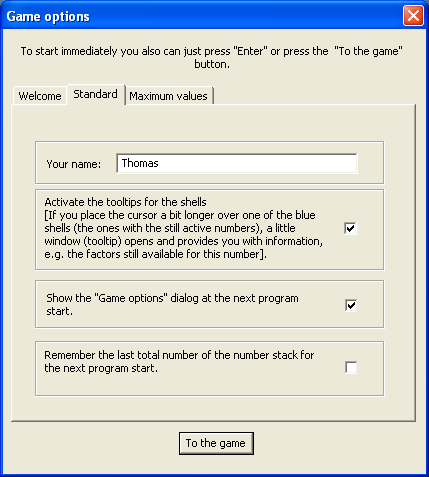 Game options
To start immediately you also can just press "Enter" or press the "To the game"
button.
Welcome Standard Maximum values
Your name: Thomas
Activate the tooltips for the shells
[If you place the cursor a bit longer over one of the blue
shells (the ones with the still active numbers), a little
window (tooltip) opens and provides you with information,
e.g. the factors still available for this number].
Show the "Game options" dialog at the next program
start.
Remember the last total number of the number stack for
the next program start.
To the game